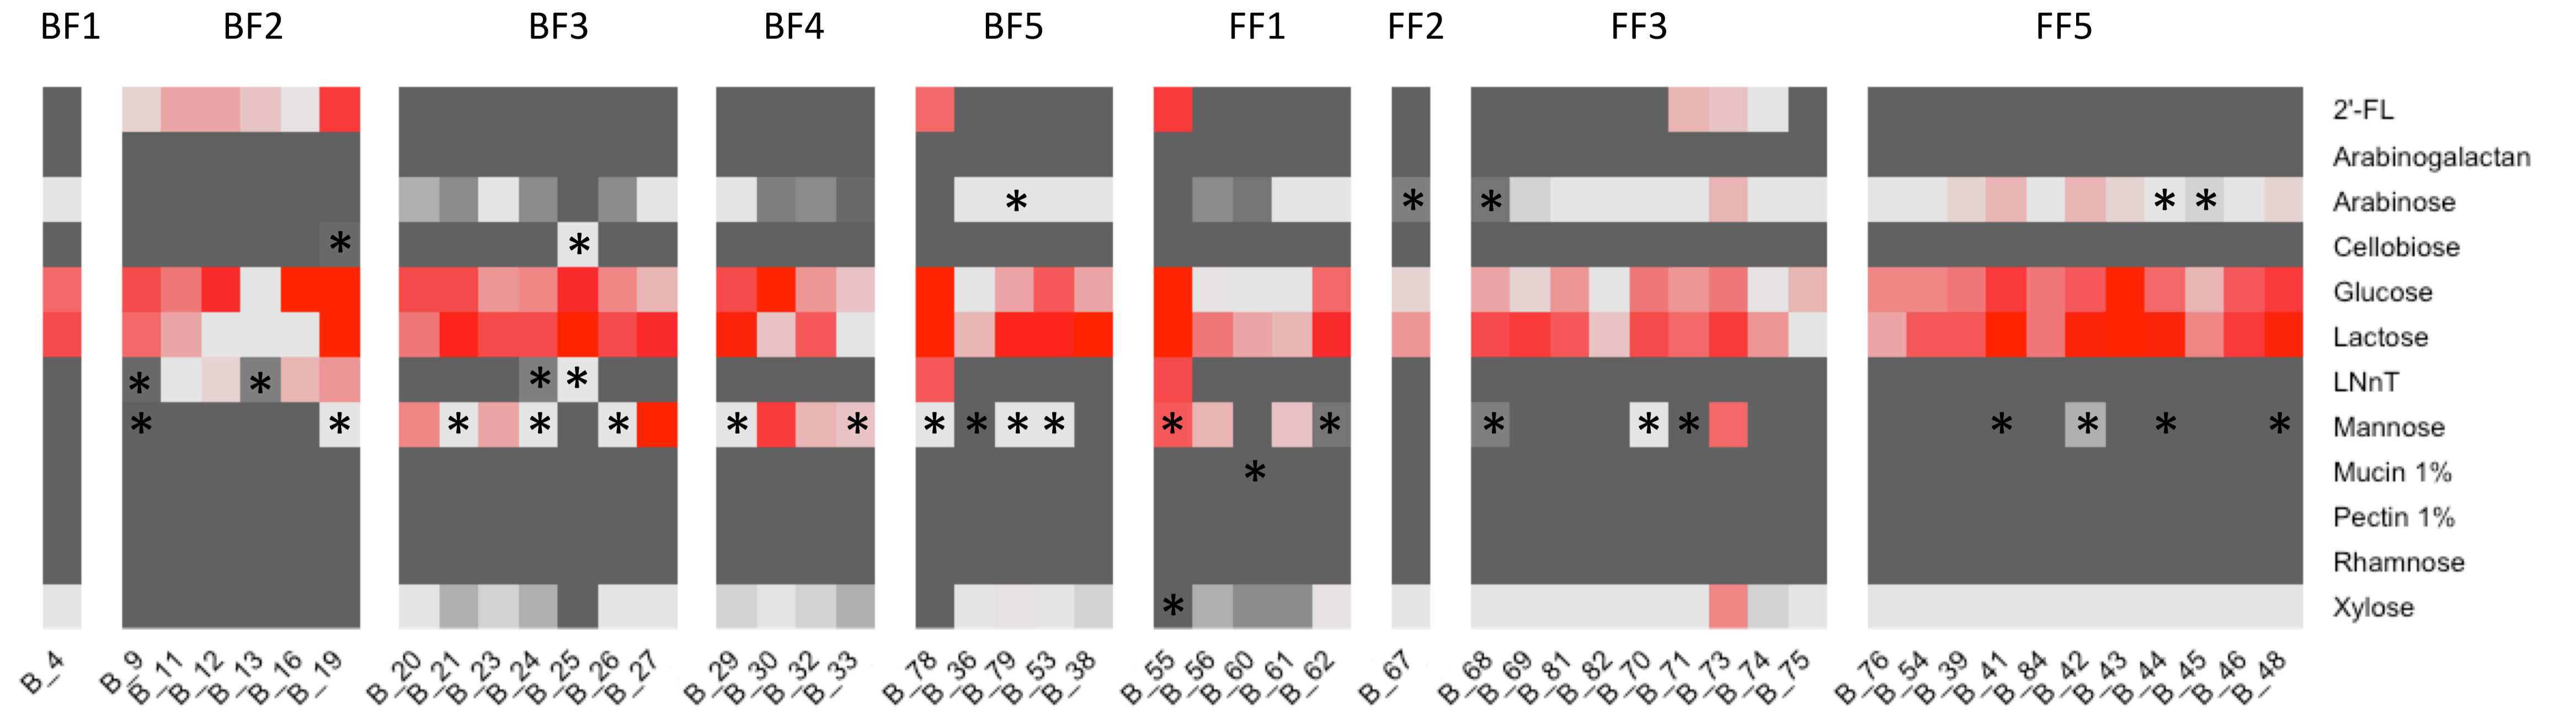 BF1 BF2 BF3 BF4 BF5 FF1 FF2 FF3 FF5
2'-FL
Arabinogalactan
* * * * * Arabinose
* * Cellobiose
Glucose
Lactose
* * * * LNnT
* * * * * * * * * * * * * * * * * * * * * Mannose
* Mucin 1%
Pectin 1%
Rhamnose
* Xylose
B_4 B_9 B_11 B_12 B_13 B_16 B_19 B_20 B_21 B_23 B_24 B_25 B_26 B_27 B_29 B_30 B_32 B_33 B_78 B_36 B_79 B_53 B_38 B_55 B_56 B_60 B_61 B_62 B_67 B_68 B_69 B_81 B_82 B_70 B_71 B_73 B_74 B_75 B_76 B_54 B_39 B_41 B_84 B_42 B_43 B_44 B_45 B_46 B_48